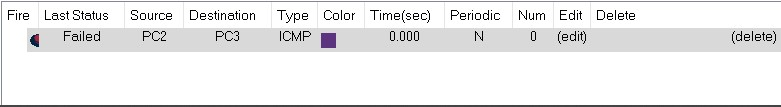 Fire Last Status Source Destination Type Color Time(sec) Periodic Num Edit Delete
Failed PC2 PC3 ICMP 0.000 N 0 (edit) (delete)